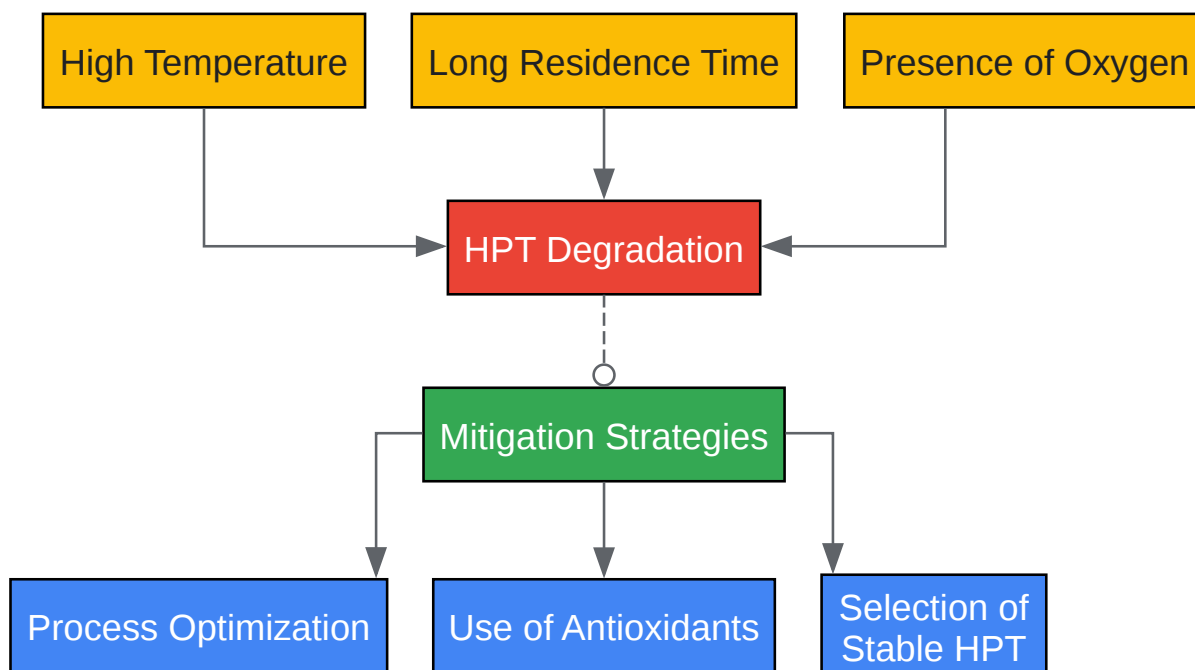 High Temperature
Long Residence Time
Presence of Oxygen
HPT Degradation
Mitigation Strategies
Process Optimization
Use of Antioxidants
Selection of
Stable HPT